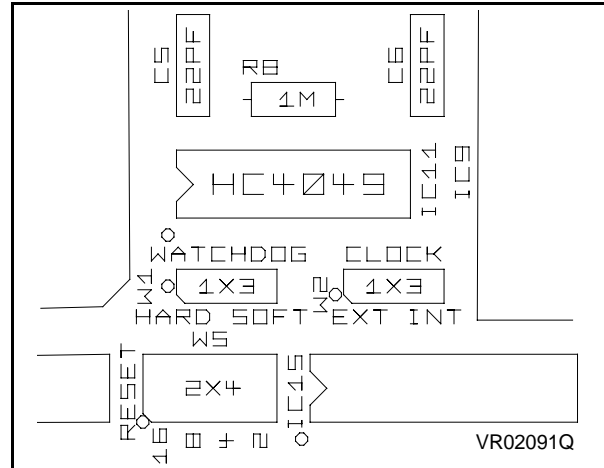 C5
22PF
R8
1M
C6
22PF
HC4049
IC11
IC9
WATCHDOG CLOCK
W1
1X3
W2
1X3
HARD SOFT EXT INT
W5
RESET
2X4
IC15
16 8 4 2
VR02091Q